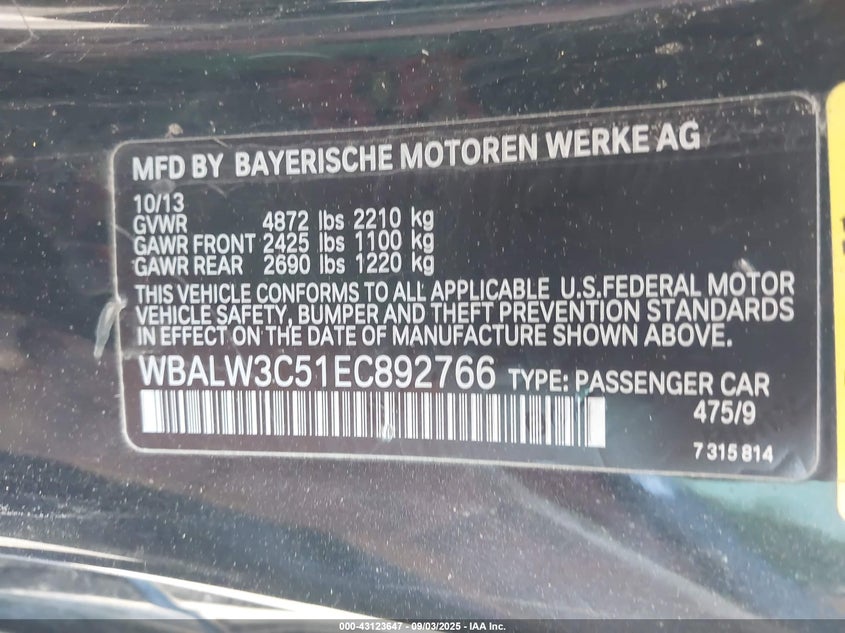 MFD BY BAYERISCHE MOTOREN WERKE AG
10/13
GVWR 4872 lbs 2210 kg
GAWR FRONT 2425 lbs 1100 kg
GAWR REAR 2690 lbs 1220 kg
THIS VEHICLE CONFORMS TO ALL APPLICABLE U.S.FEDERAL MOTOR
VEHICLE SAFETY, BUMPER AND THEFT PREVENTION STANDARDS
IN EFFECT ON THE DATE OF MANUFACTURE SHOWN ABOVE.
WBALW3C51EC892766 TYPE: PASSENGER CAR
475/9
7 315 814
000-43123647 - 09/03/2025 - IAA Inc.